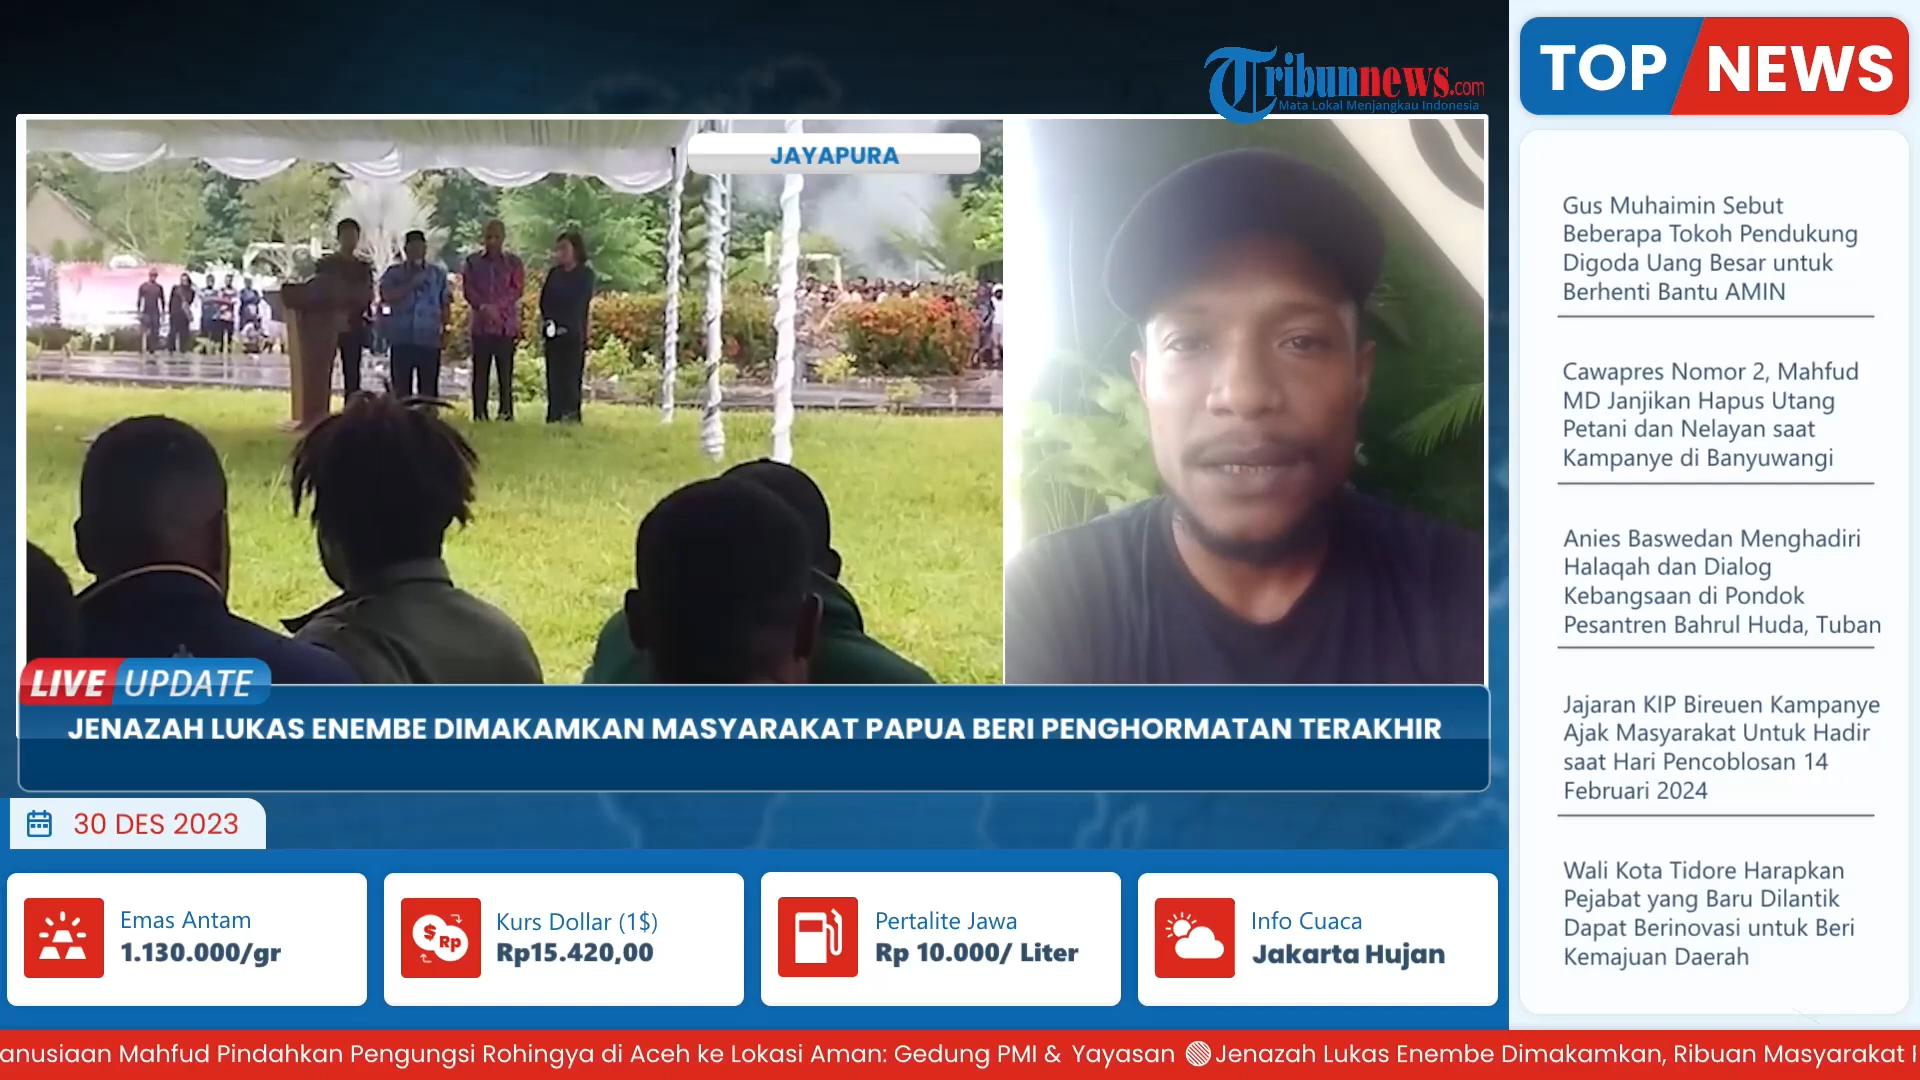 Tribunnews.com
Mata Lokal Menjangkau Indonesia
JAYAPURA
LIVE UPDATE
JENAZAH LUKAS ENEMBE DIMAKAMKAN MASYARAKAT PAPUA BERI PENGHORMATAN TERAKHIR
30 DES 2023
Emas Antam
1.130.000/gr
Kurs Dollar (1$)
Rp15.420,00
Pertalite Jawa
Rp 10.000/ Liter
Info Cuaca
Jakarta Hujan
TOP NEWS
Gus Muhaimin Sebut
Beberapa Tokoh Pendukung
Digoda Uang Besar untuk
Berhenti Bantu AMIN
Cawapres Nomor 2, Mahfud
MD Janjikan Hapus Utang
Petani dan Nelayan saat
Kampanye di Banyuwangi
Anies Baswedan Menghadiri
Halaqah dan Dialog
Kebangsaan di Pondok
Pesantren Bahrul Huda, Tuban
Jajaran KIP Bireuen Kampanye
Ajak Masyarakat Untuk Hadir
saat Hari Pencoblosan 14
Februari 2024
Wali Kota Tidore Harapkan
Pejabat yang Baru Dilantik
Dapat Berinovasi untuk Beri
Kemajuan Daerah
anusiaan Mahfud Pindahkan Pengungsi Rohingya di Aceh ke Lokasi Aman: Gedung PMI & Yayasan Jenazah Lukas Enembe Dimakamkan, Ribuan Masyarakat